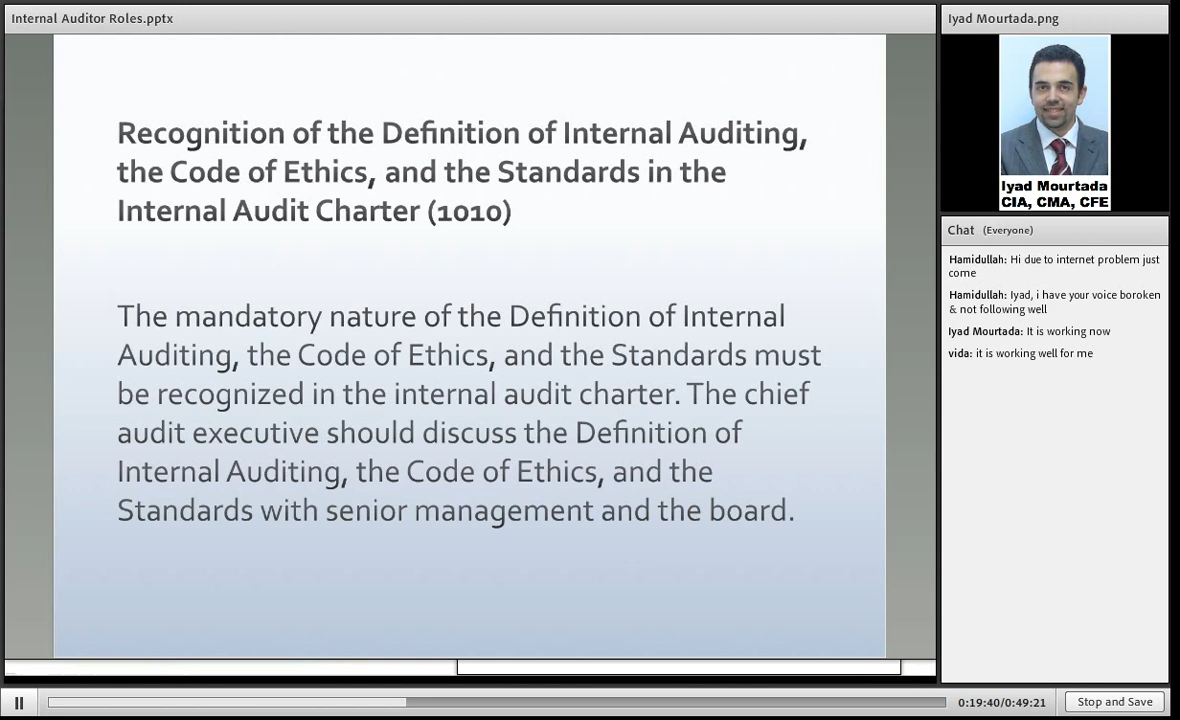 Internal Auditor Roles.pptx
Recognition of the Definition of Internal Auditing,
the Code of Ethics, and the Standards in the
Internal Audit Charter (1010)
The mandatory nature of the Definition of Internal
Auditing, the Code of Ethics, and the Standards must
be recognized in the internal audit charter. The chief
audit executive should discuss the Definition of
Internal Auditing, the Code of Ethics, and the
Standards with senior management and the board.
Iyad Mourtada.png
Iyad Mourtada
CIA, CMA, CFE
Chat (Everyone)
Hamidullah: Hi due to internet problem just
come
Hamidullah: Iyad, i have your voice boroken
& not following well
Iyad Mourtada: It is working now
vida: it is working well for me
0:19:40/0:49:21
Stop and Save